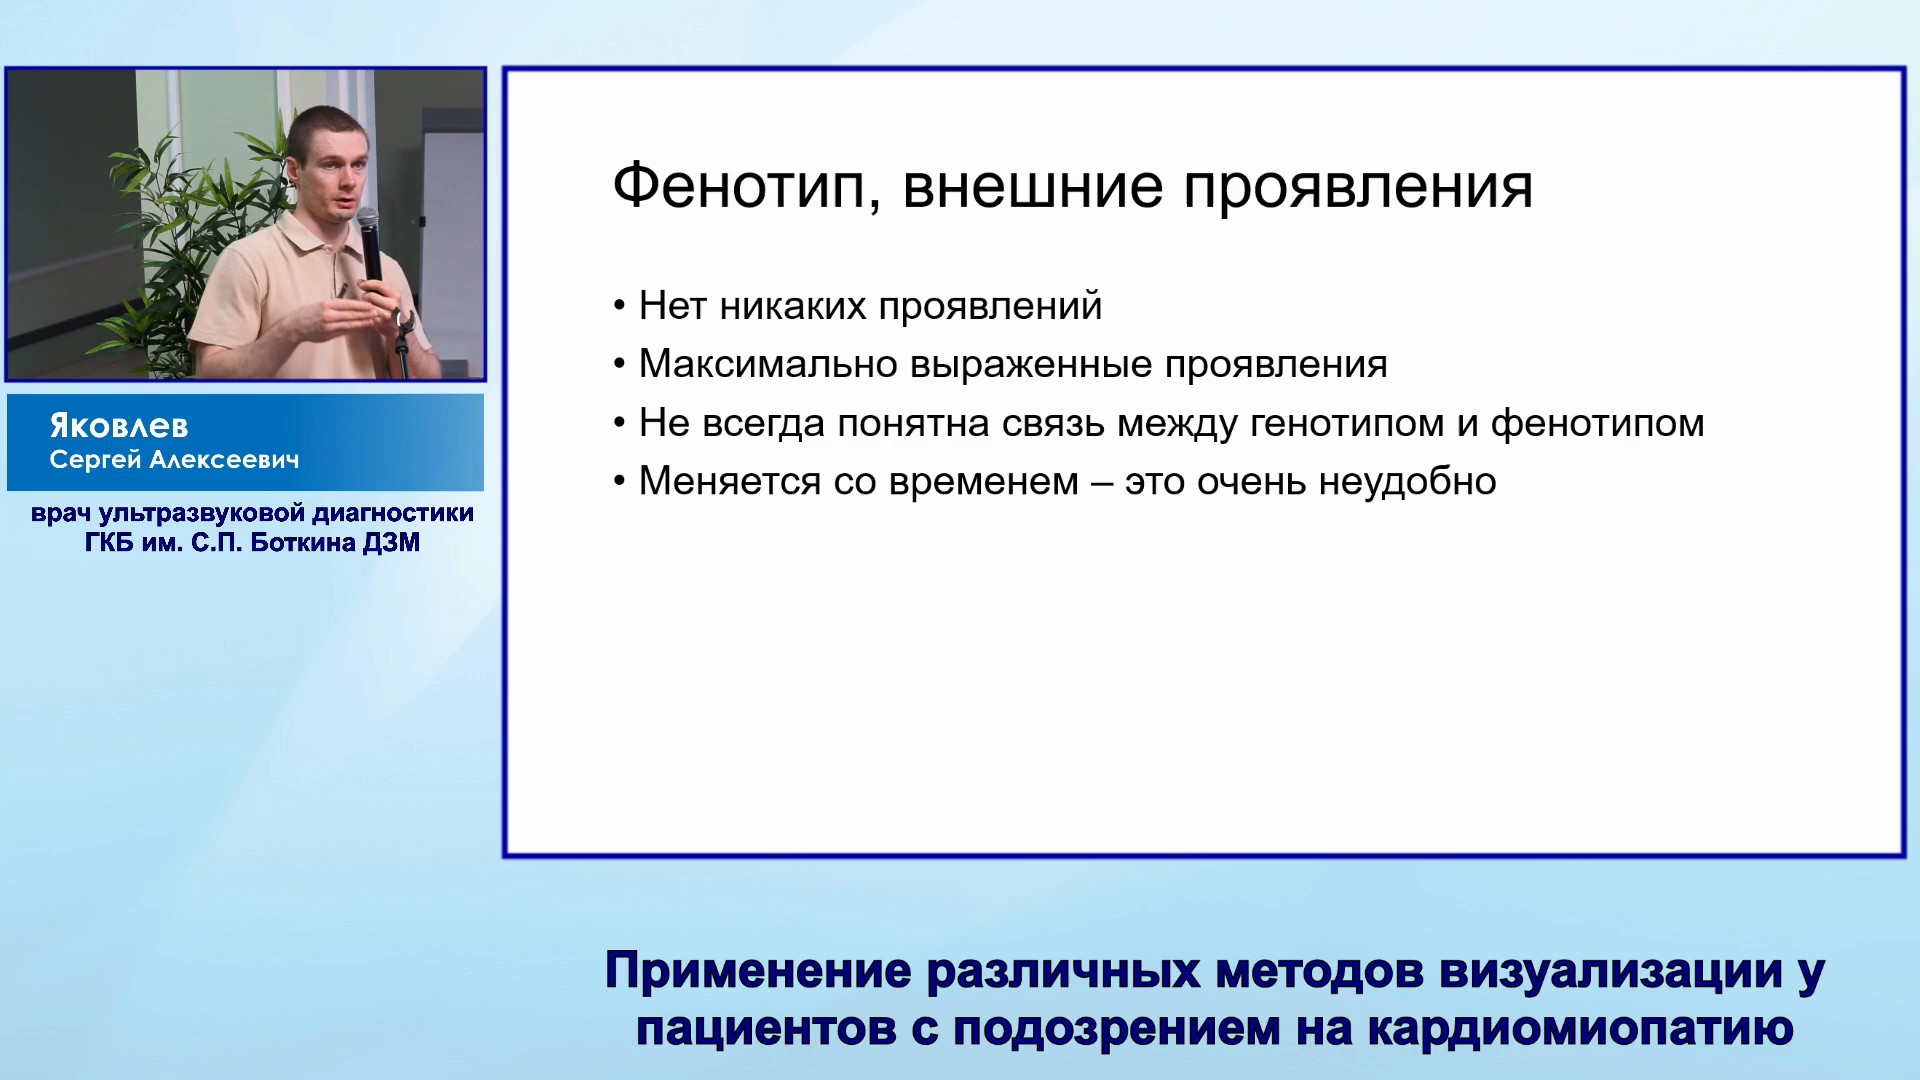 Яковлев
Сергей Алексеевич
врач ультразвуковой диагностики
ГКБ им. С.П. Боткина ДЗМ
Фенотип, внешние проявления
• Нет никаких проявлений
• Максимально выраженные проявления
• Не всегда понятна связь между генотипом и фенотипом
• Меняется со временем – это очень неудобно
Применение различных методов визуализации у
пациентов с подозрением на кардиомиопатию